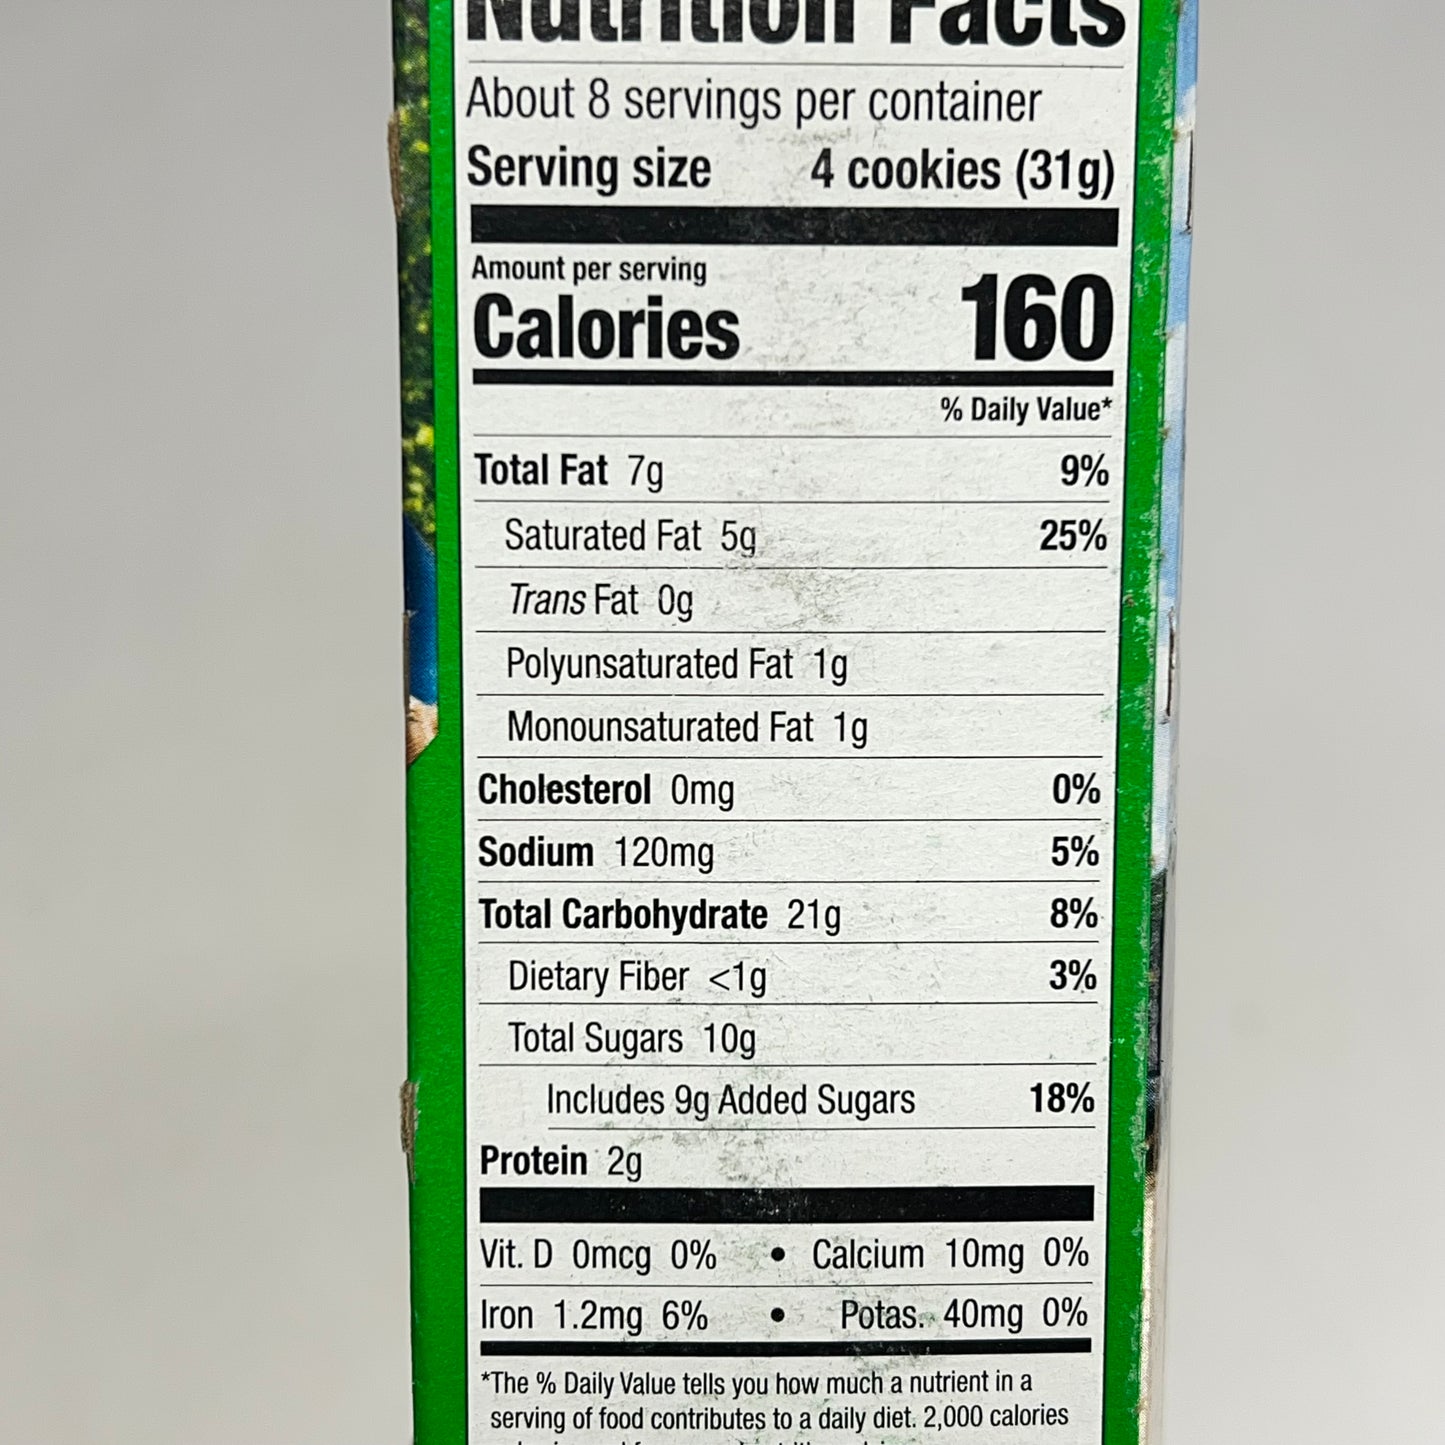 Nutrition Facts
About 8 servings per container
Serving size 4 cookies (31g)
Amount per serving
Calories 160
% Daily Value*
Total Fat 7g 9%
Saturated Fat 5g 25%
Trans Fat 0g
Polyunsaturated Fat 1g
Monounsaturated Fat 1g
Cholesterol 0mg 0%
Sodium 120mg 5%
Total Carbohydrate 21g 8%
Dietary Fiber <1g 3%
Total Sugars 10g
Includes 9g Added Sugars 18%
Protein 2g
Vit. D 0mcg 0% • Calcium 10mg 0%
Iron 1.2mg 6% • Potas. 40mg 0%
*The % Daily Value tells you how much a nutrient in a
serving of food contributes to a daily diet. 2,000 calories